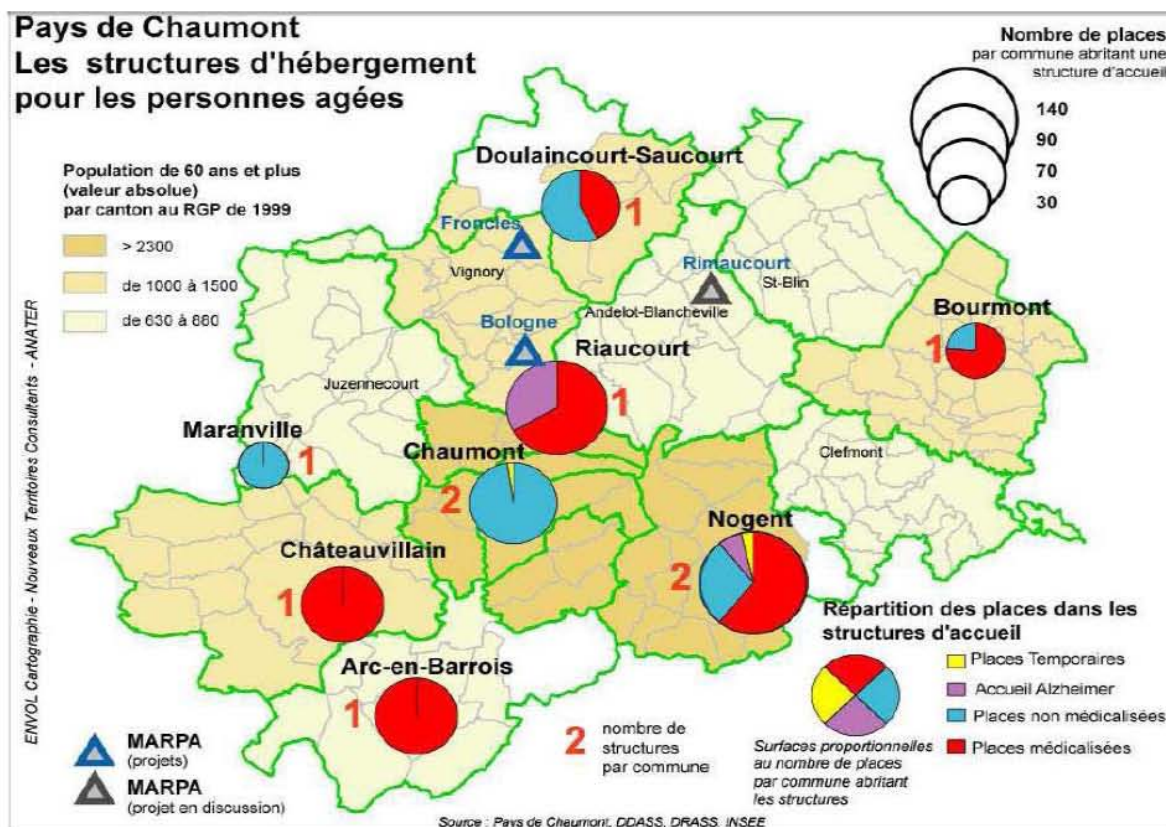 Pays de Chaumont
Les structures d'hébergement
pour les personnes agées
Nombre de places
par commune abritant une
structure d'accueil
140
90
70
30
Population de 60 ans et plus
(valeur absolue)
par canton au RGP de 1999
> 2300
de 1000 à 1500
de 630 à 880
ENVOL Cartographie - Nouveaux Territoires Consultants - ANATER
Doulaincourt-Saucourt
1
Froncles
Vignory
Rimaucourt
St-Blin
Andelot-Blancheville
Bourmont
1
Bologne
Riaucourt
1
Juzennecourt
Maranville
1
Chaumont
2
Clefmont
Nogent
2
Châteauvillain
1
Arc-en-Barrois
1
MARPA
(projets)
MARPA
(projet en discussion)
2 nombre de
structures
par commune
Répartition des places dans les
structures d'accueil
Places Temporaires
Accueil Alzheimer
Places non médicalisées
Places médicalisées
Surfaces proportionnelles
au nombre de places
par commune abritant
les structures
Source : Pays de Chaumont, DDASS, DRASS, INSEE